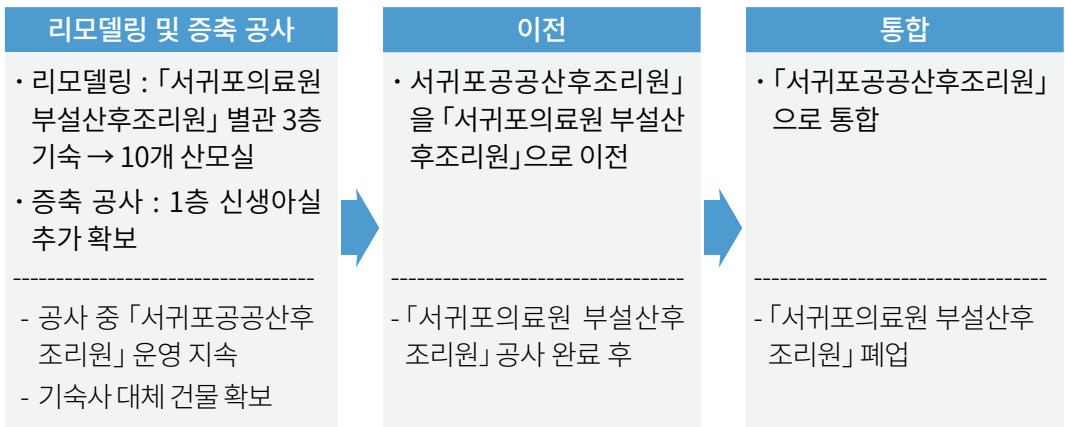 리모델링 및 증축 공사
· 리모델링 : 「서귀포의료원
부설산후조리원」 별관 3층
기숙 → 10개 산모실
· 증축 공사 : 1층 신생아실
추가 확보
- 공사 중 「서귀포공공산후
조리원」 운영 지속
- 기숙사 대체 건물 확보
이전
· 서귀포공공산후조리원」
을 「서귀포의료원 부설산
후조리원」으로 이전
- 「서귀포의료원 부설산후
조리원」 공사 완료 후
통합
· 「서귀포공공산후조리원」
으로 통합
- 「서귀포의료원 부설산후
조리원」 폐업